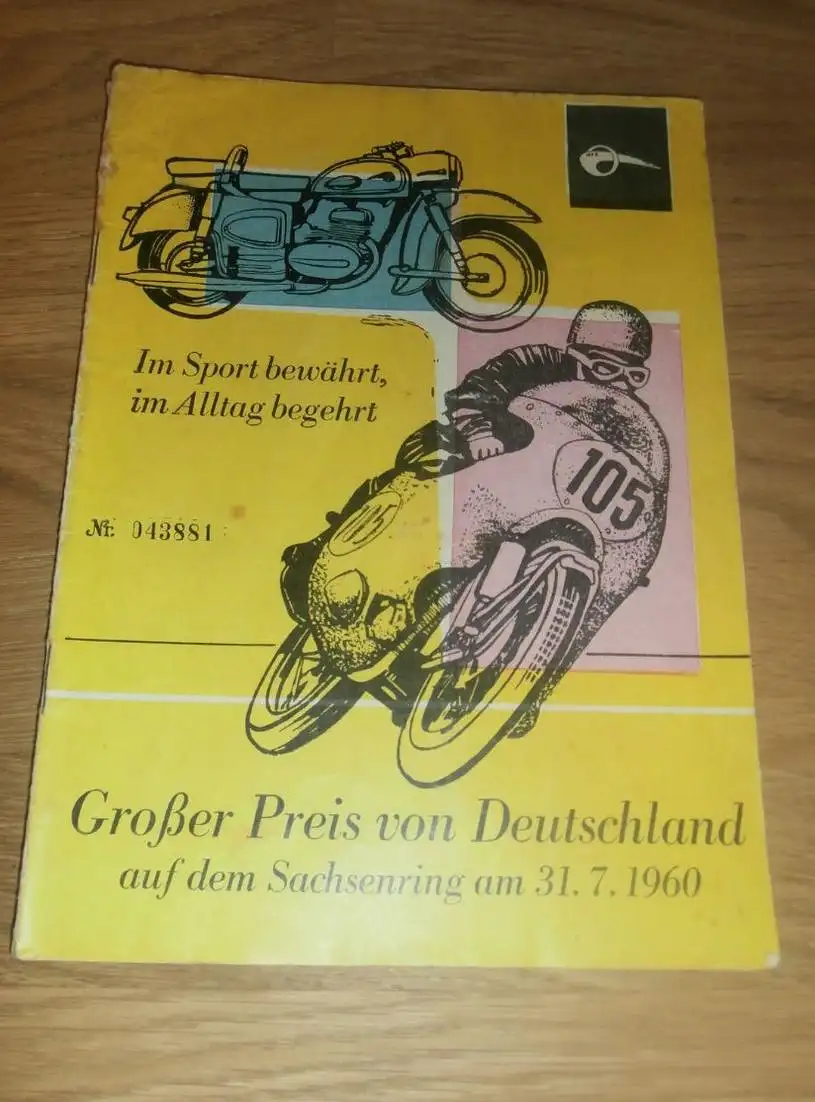 Im Sport bewährt,
im Alltag begehrt
105
Nr. 043881
Großer Preis von Deutschland
auf dem Sachsenring am 31. 7. 1960